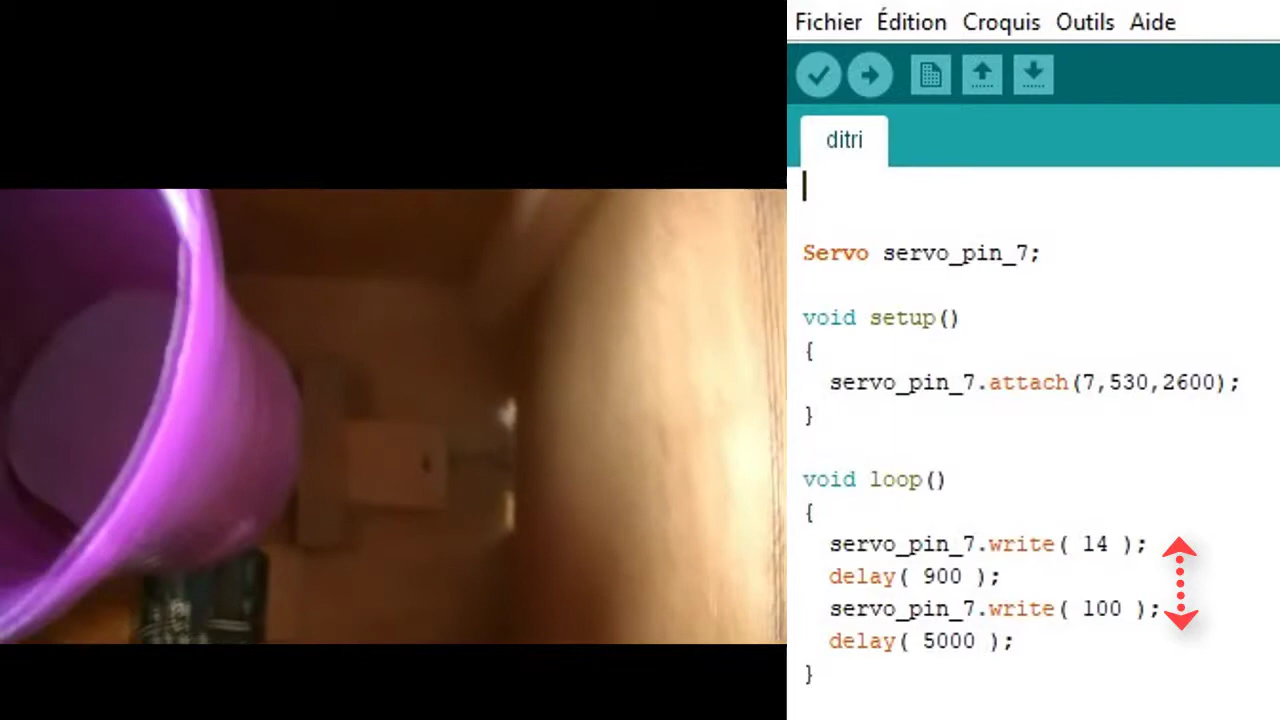 Fichier Édition Croquis Outils Aide
ditri
Servo servo_pin_7;
void setup()
{
servo_pin_7.attach(7,530,2600);
}
void loop()
{
servo_pin_7.write( 14 );
delay( 900 );
servo_pin_7.write( 100 );
delay( 5000 );
}